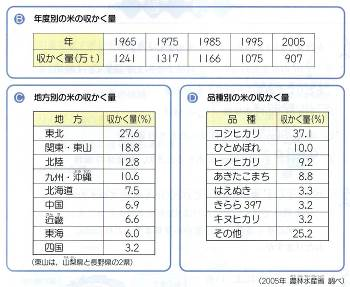 B 年度別の米の収かく量
年 1965 1975 1985 1995 2005
収かく量(万t) 1241 1317 1166 1075 907
C 地方別の米の収かく量
地方 収かく量(%)
東北 27.6
関東・東山 18.8
北陸 12.8
九州・沖縄 10.6
北海道 7.5
中国 6.9
近畿 6.6
東海 6.0
四国 3.2
(東山は、山梨県と長野県の2県)
D 品種別の米の収かく量
品種 収かく量(%)
コシヒカリ 37.1
ひとめぼれ 10.0
ヒノヒカリ 9.2
あきたこまち 8.8
はえぬき 3.3
きらら397 3.2
キヌヒカリ 3.2
その他 25.2
(2005年 農林水産省 調べ)